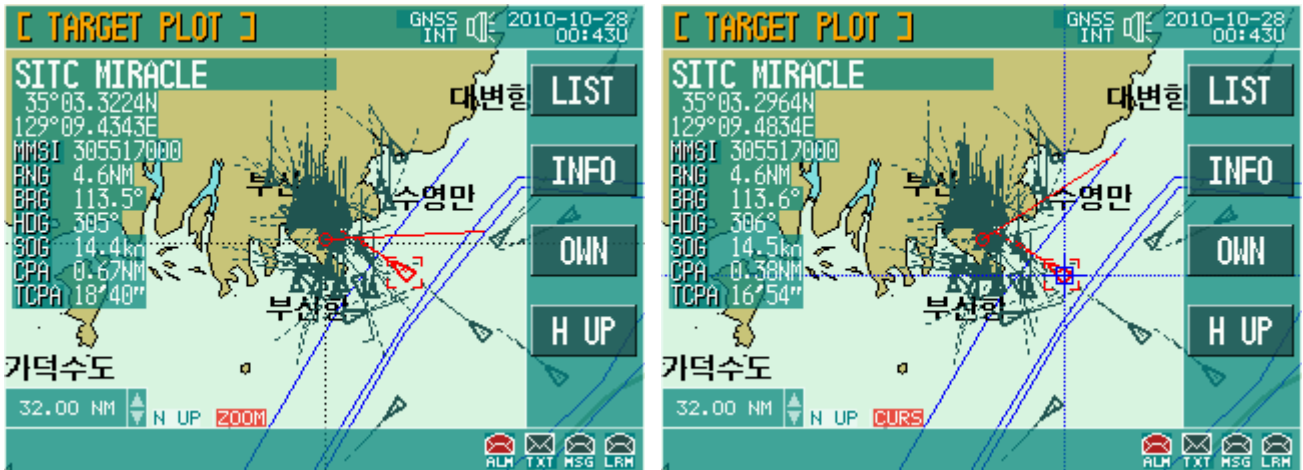 [ TARGET PLOT ]
GNSS
INT
2010-10-28
00:43U
SITC MIRACLE
35°03.3224N
129°09.4343E
MMSI 305517000
RNG 4.6NM
BRG 113.5°
HDG 305°
SOG 14.4kn
CPA 0.67NM
TCPA 18'40"
대변항
부산
수영만
부산항
가덕수도
LIST
INFO
OWN
H UP
32.00 NM
N UP ZOOM
ALM TXT MSG LRM
[ TARGET PLOT ]
GNSS
INT
2010-10-28
00:43U
SITC MIRACLE
35°03.2964N
129°09.4834E
MMSI 305517000
RNG 4.6NM
BRG 113.6°
HDG 306°
SOG 14.5kn
CPA 0.38NM
TCPA 16'54"
대변항
부산
수영만
부산항
가덕수도
LIST
INFO
OWN
H UP
32.00 NM
N UP CURS
ALM TXT MSG LRM